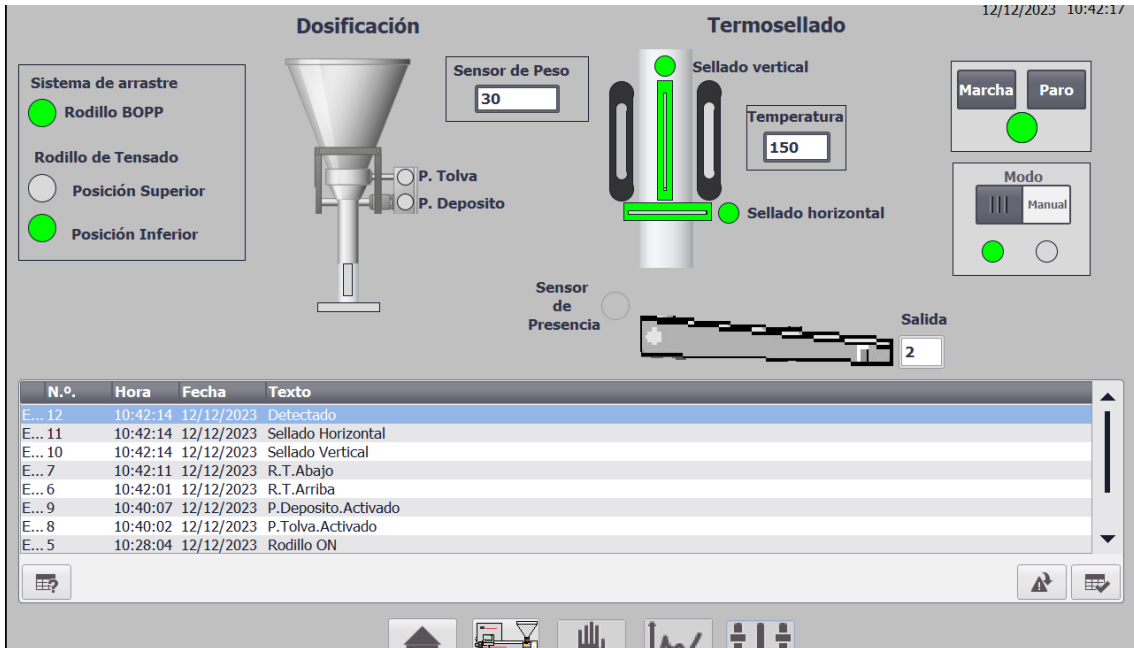 12/12/2023 10:42:17
Dosificación
Termosellado
Sistema de arrastre
Rodillo BOPP
Rodillo de Tensado
Posición Superior
Posición Inferior
Sensor de Peso
30
P. Tolva
P. Deposito
Sellado vertical
Temperatura
150
Sellado horizontal
Marcha Paro
Modo
Manual
Sensor
de
Presencia
Salida
2
N.º. Hora Fecha Texto
E... 12 10:42:14 12/12/2023 Detectado
E... 11 10:42:14 12/12/2023 Sellado Horizontal
E... 10 10:42:14 12/12/2023 Sellado Vertical
E... 7 10:42:11 12/12/2023 R.T.Abajo
E... 6 10:42:01 12/12/2023 R.T.Arriba
E... 9 10:40:07 12/12/2023 P.Deposito.Activado
E... 8 10:40:02 12/12/2023 P.Tolva.Activado
E... 5 10:28:04 12/12/2023 Rodillo ON